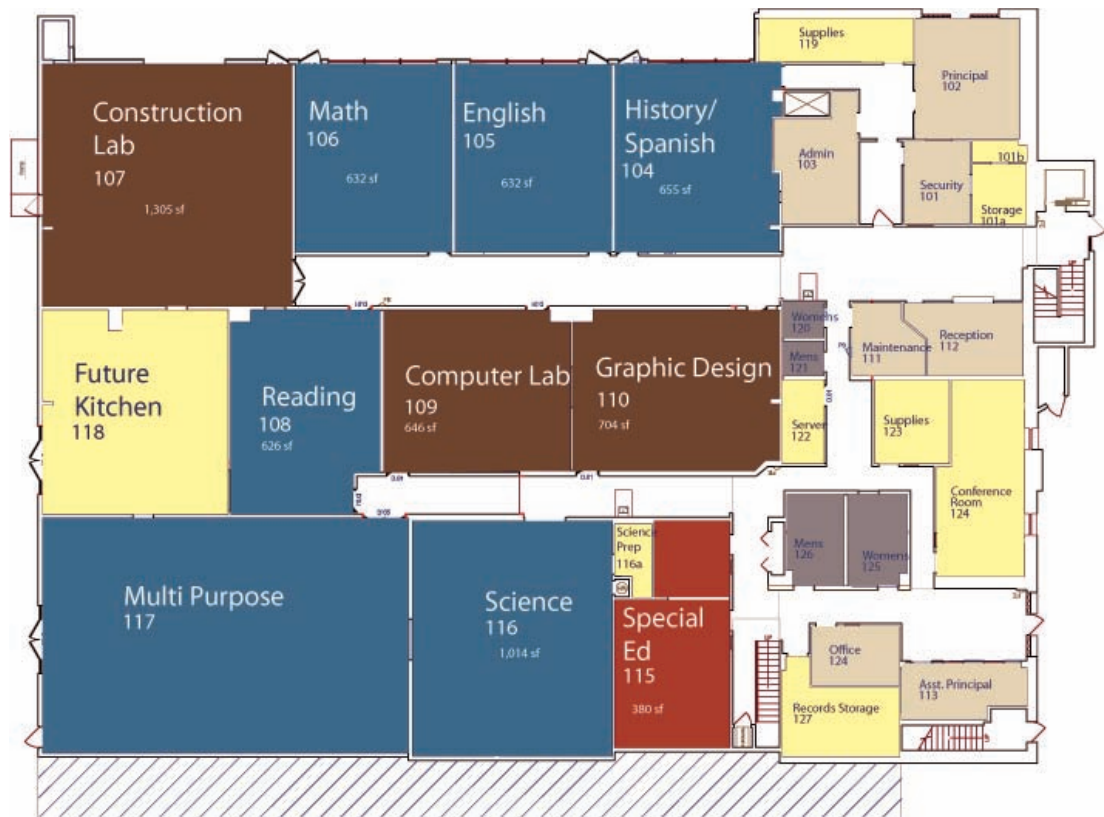 Supplies
119
Principal
102
Construction
Lab
107
1,305 sf
Math
106
632 sf
English
105
632 sf
History/
Spanish
104
655 sf
Admin
103
Security
101
101b
Storage
101a
Womens
120
Mens
121
Maintenance
111
Reception
112
Future
Kitchen
118
Reading
108
626 sf
Computer Lab
109
646 sf
Graphic Design
110
704 sf
Server
122
Supplies
123
Conference
Room
124
Multi Purpose
117
Science
116
1,014 sf
Science
Prep
116a
Mens
126
Womens
125
Special
Ed
115
380 sf
Office
124
Asst. Principal
113
Records Storage
127